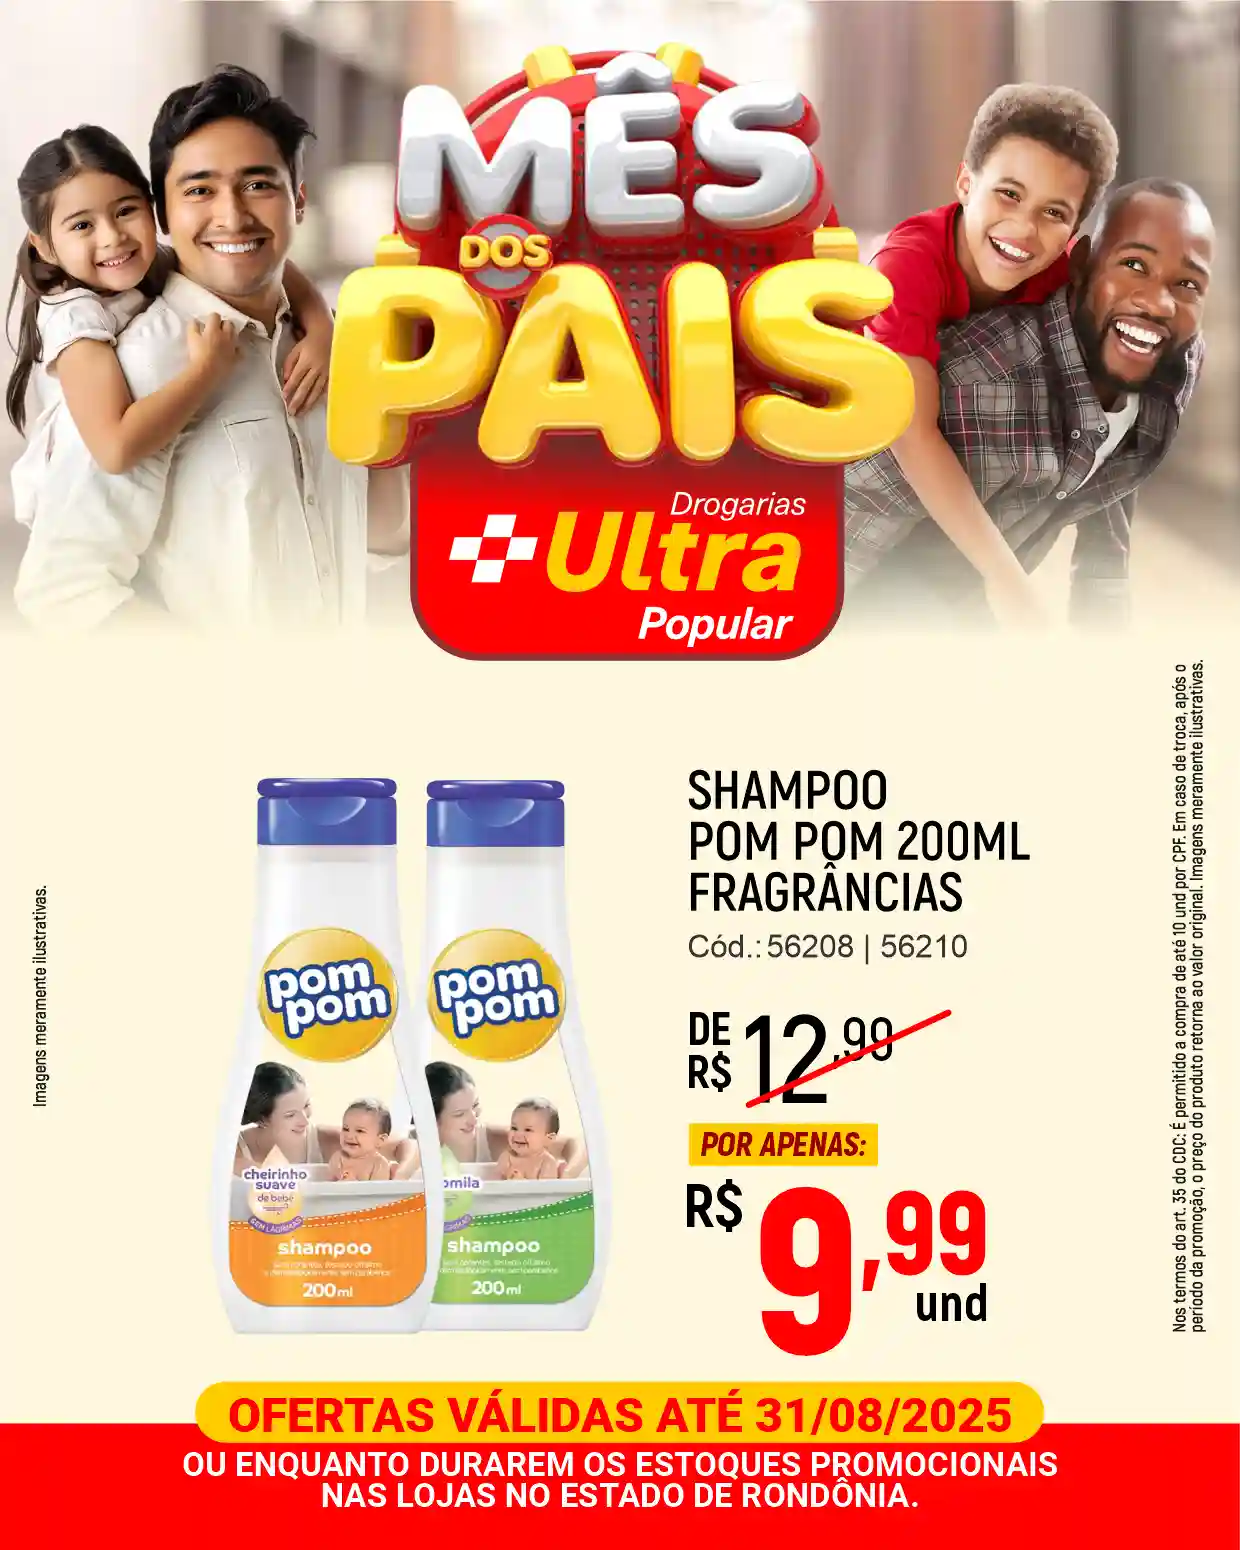 MÊS
DOS
PAIS
Drogarias
Ultra
Popular
SHAMPOO
POM POM 200ML
FRAGRÂNCIAS
Cód.: 56208 | 56210
DE
R$ 12,99
POR APENAS:
R$ 9,99
und
pom
pom
cheirinho
suave
de bebê
SEM LÁGRIMAS
shampoo
200ml
pom
pom
omila
shampoo
200ml
Imagens meramente ilustrativas.
Nos termos do art. 35 do CDC: É permitido a compra de até 10 und por CPF. Em caso de troca, após o
período da promoção, o preço do produto retorna ao valor original. Imagens meramente ilustrativas.
OFERTAS VÁLIDAS ATÉ 31/08/2025
OU ENQUANTO DURAREM OS ESTOQUES PROMOCIONAIS
NAS LOJAS NO ESTADO DE RONDÔNIA.